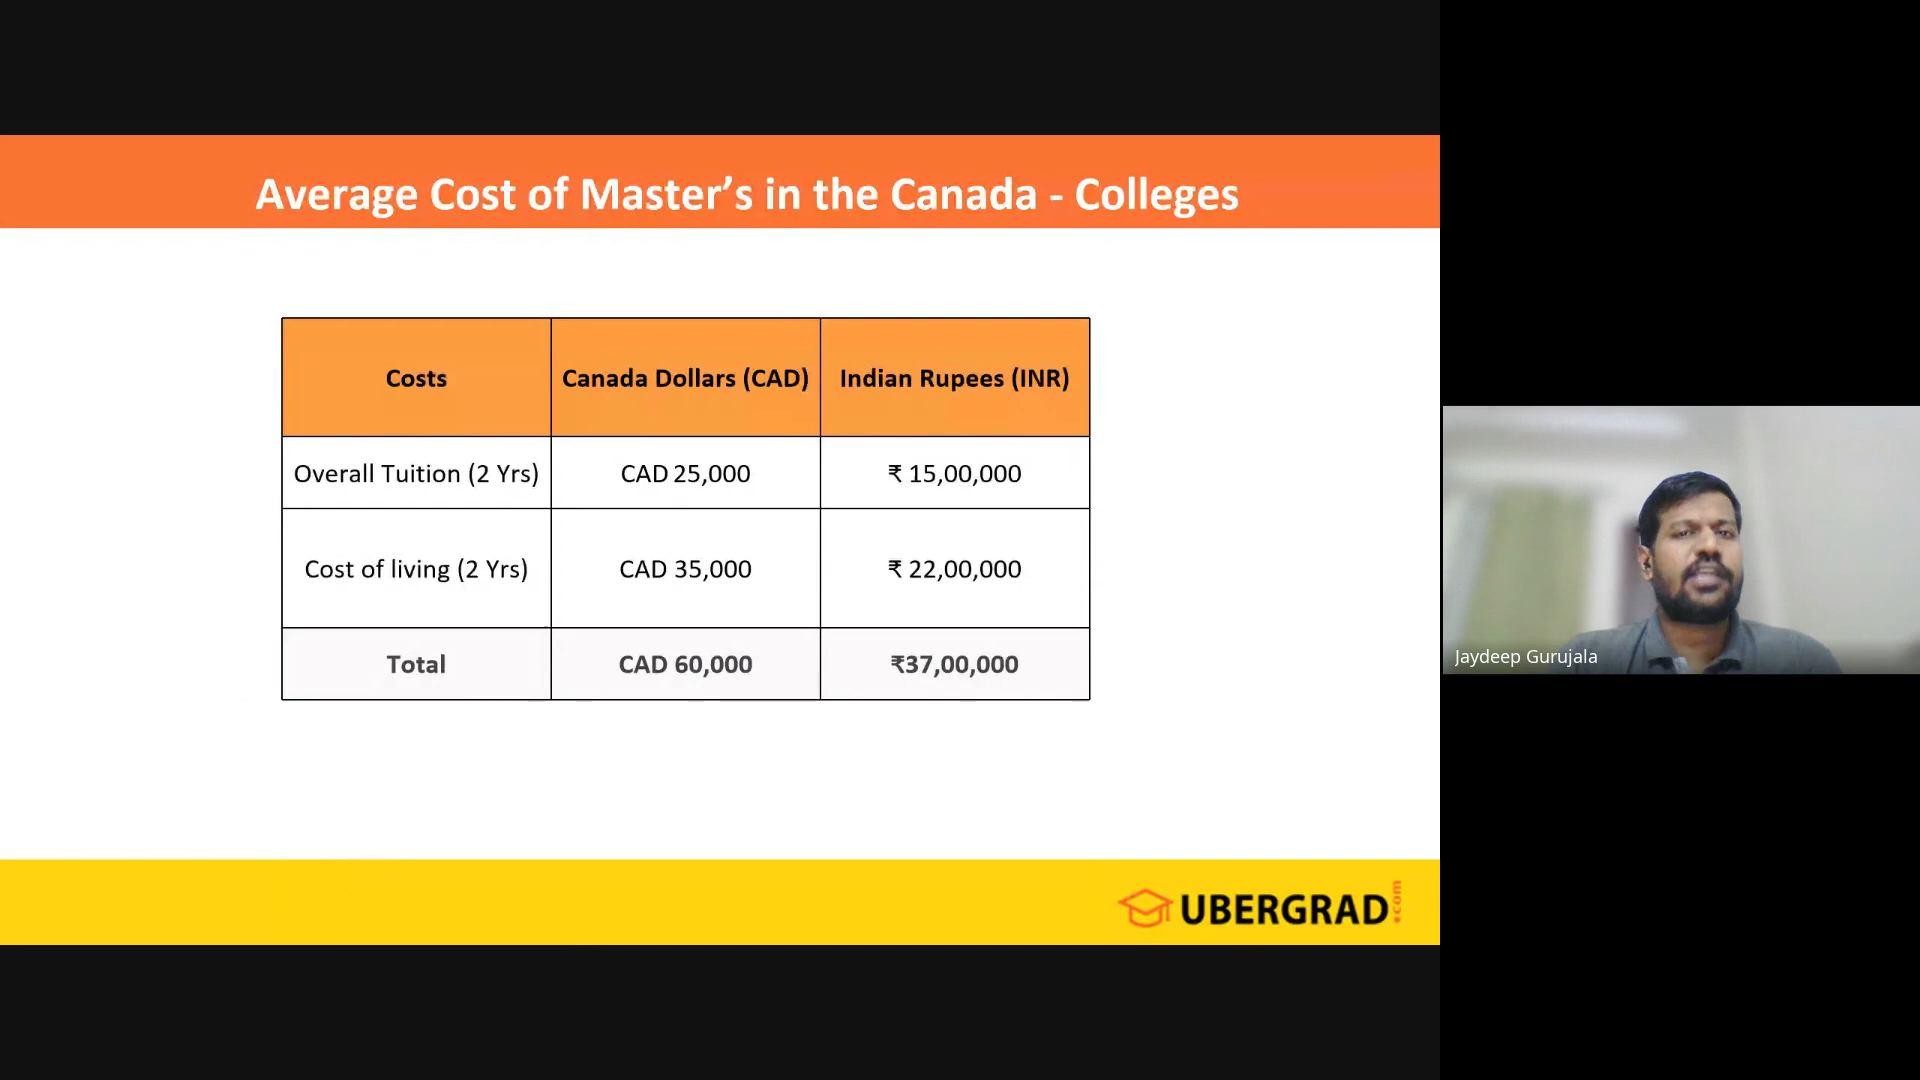 Average Cost of Master’s in the Canada - Colleges
Costs
Canada Dollars (CAD)
Indian Rupees (INR)
Overall Tuition (2 Yrs)
CAD 25,000
₹ 15,00,000
Cost of living (2 Yrs)
CAD 35,000
₹ 22,00,000
Total
CAD 60,000
₹37,00,000
Jaydeep Gurujala
UBERGRAD.com